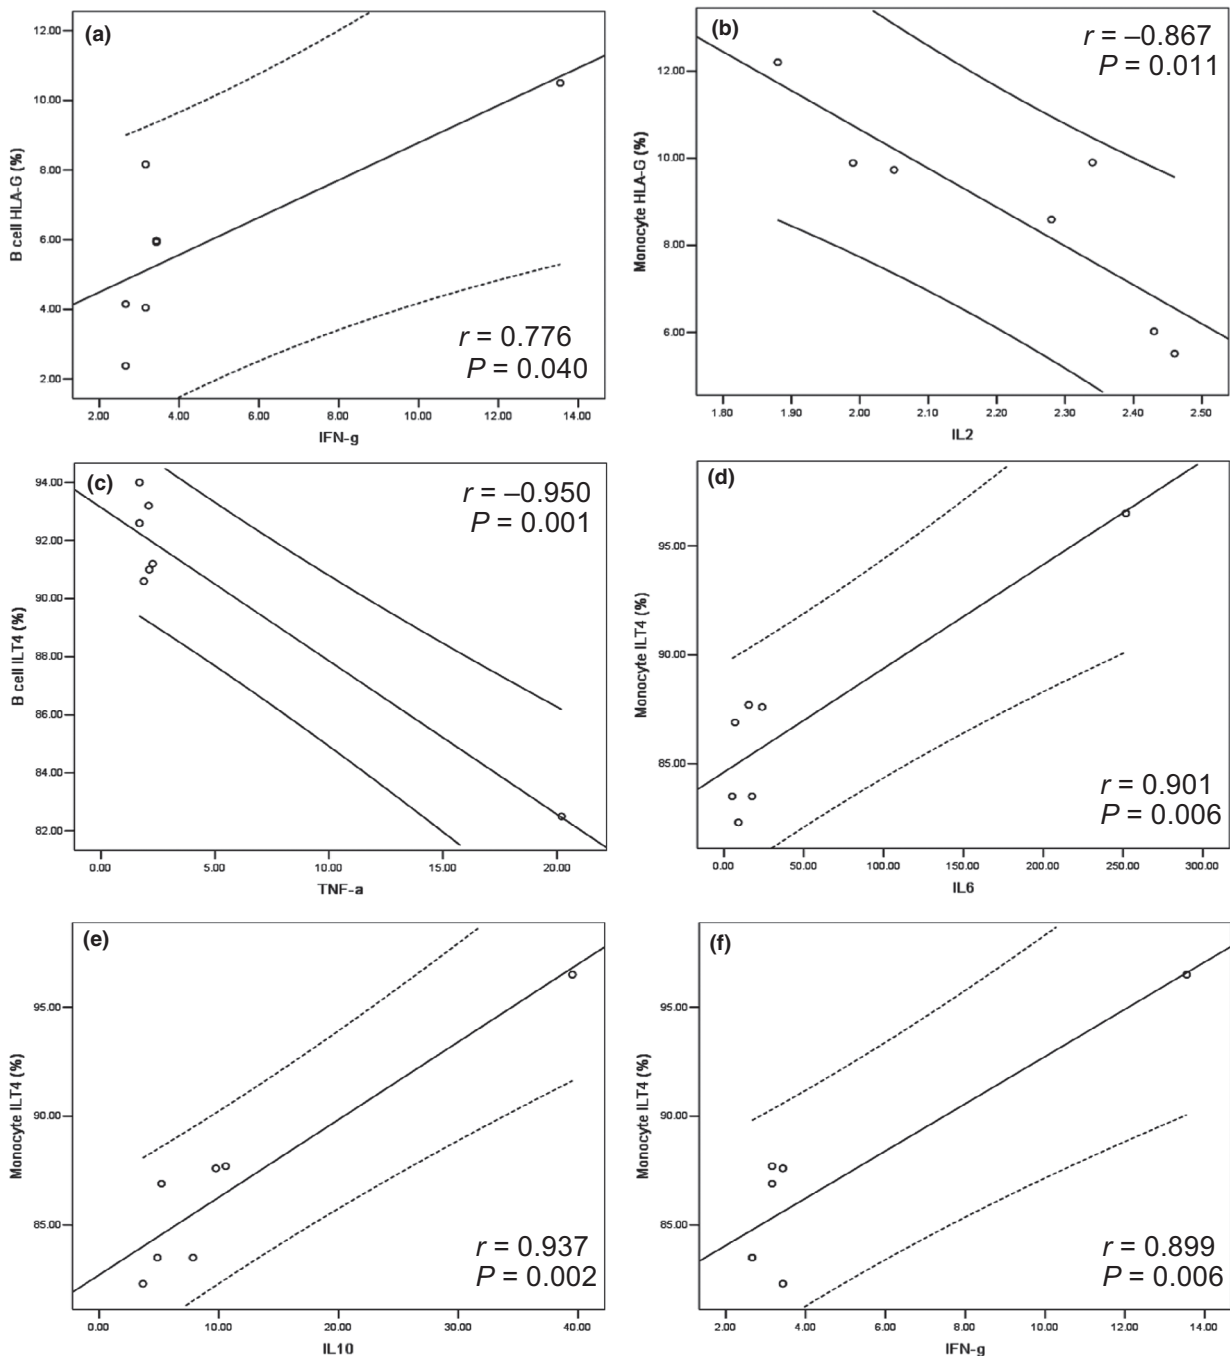 (a)
12.00
10.00
8.00
6.00
4.00
2.00
B cell HLA-G (%)
r = 0.776
P = 0.040
2.00 4.00 6.00 8.00 10.00 12.00 14.00
IFN-g
(b)
r = –0.867
P = 0.011
12.00
10.00
8.00
6.00
Monocyte HLA-G (%)
1.80 1.90 2.00 2.10 2.20 2.30 2.40 2.50
IL2
(c)
r = –0.950
P = 0.001
94.00
92.00
90.00
88.00
86.00
84.00
82.00
B cell ILT4 (%)
0.00 5.00 10.00 15.00 20.00
TNF-a
(d)
95.00
90.00
85.00
Monocyte ILT4 (%)
r = 0.901
P = 0.006
0.00 50.00 100.00 150.00 200.00 250.00 300.00
IL6
(e)
95.00
90.00
85.00
Monocyte ILT4 (%)
r = 0.937
P = 0.002
0.00 10.00 20.00 30.00 40.00
IL10
(f)
95.00
90.00
85.00
Monocyte ILT4 (%)
r = 0.899
P = 0.006
2.00 4.00 6.00 8.00 10.00 12.00 14.00
IFN-g